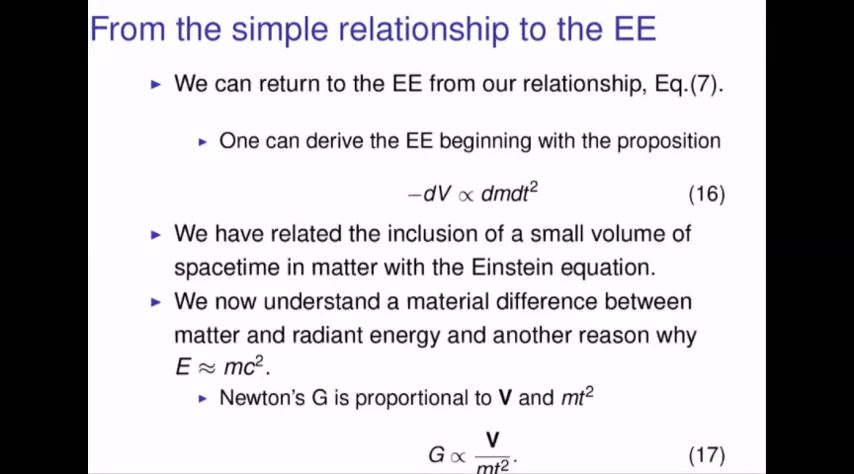 From the simple relationship to the EE
▸ We can return to the EE from our relationship, Eq.(7).
▸ One can derive the EE beginning with the proposition
−dV ∝ dmdt² (16)
▸ We have related the inclusion of a small volume of
spacetime in matter with the Einstein equation.
▸ We now understand a material difference between
matter and radiant energy and another reason why
E ≈ mc².
▸ Newton's G is proportional to V and mt²
G ∝ V/mt². (17)